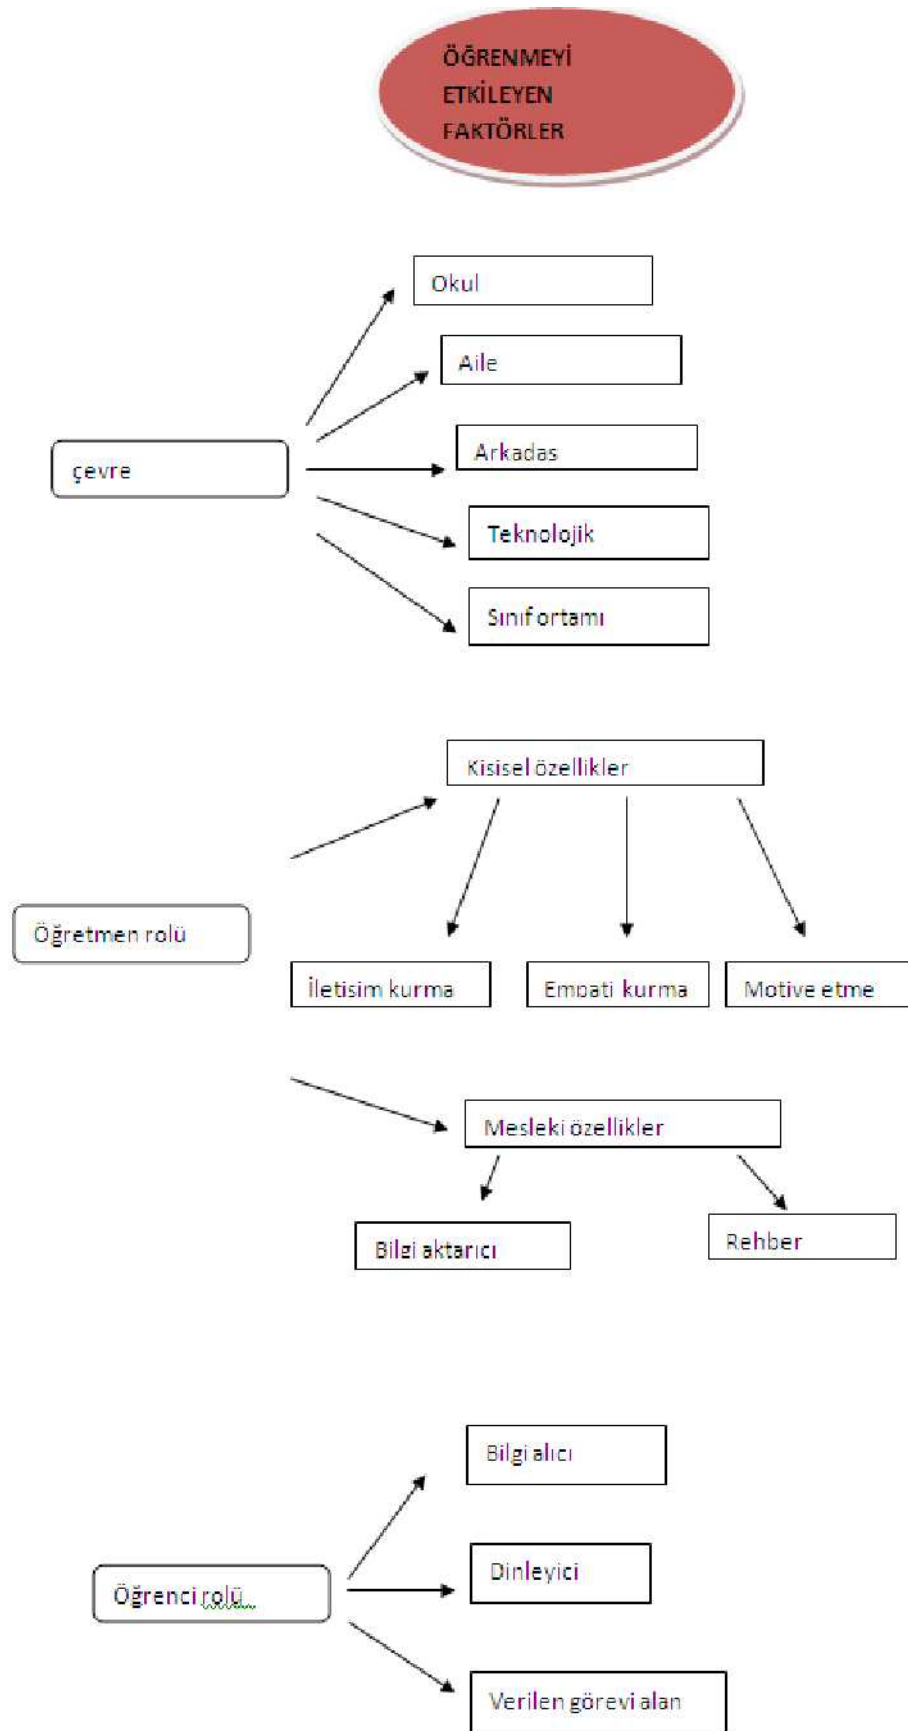 ÖĞRENMEYİ
ETKİLEYEN
FAKTÖRLER
Okul
Aile
çevre
Arkadas
Teknolojik
Sınıf ortamı
Kisisel özellikler
Öğretmen rolü
İletisim kurma
Empati kurma
Motive etme
Mesleki özellikler
Bilgi aktarıcı
Rehber
Bilgi alıcı
Dinleyici
Öğrenci rolü
Verilen görevi alan